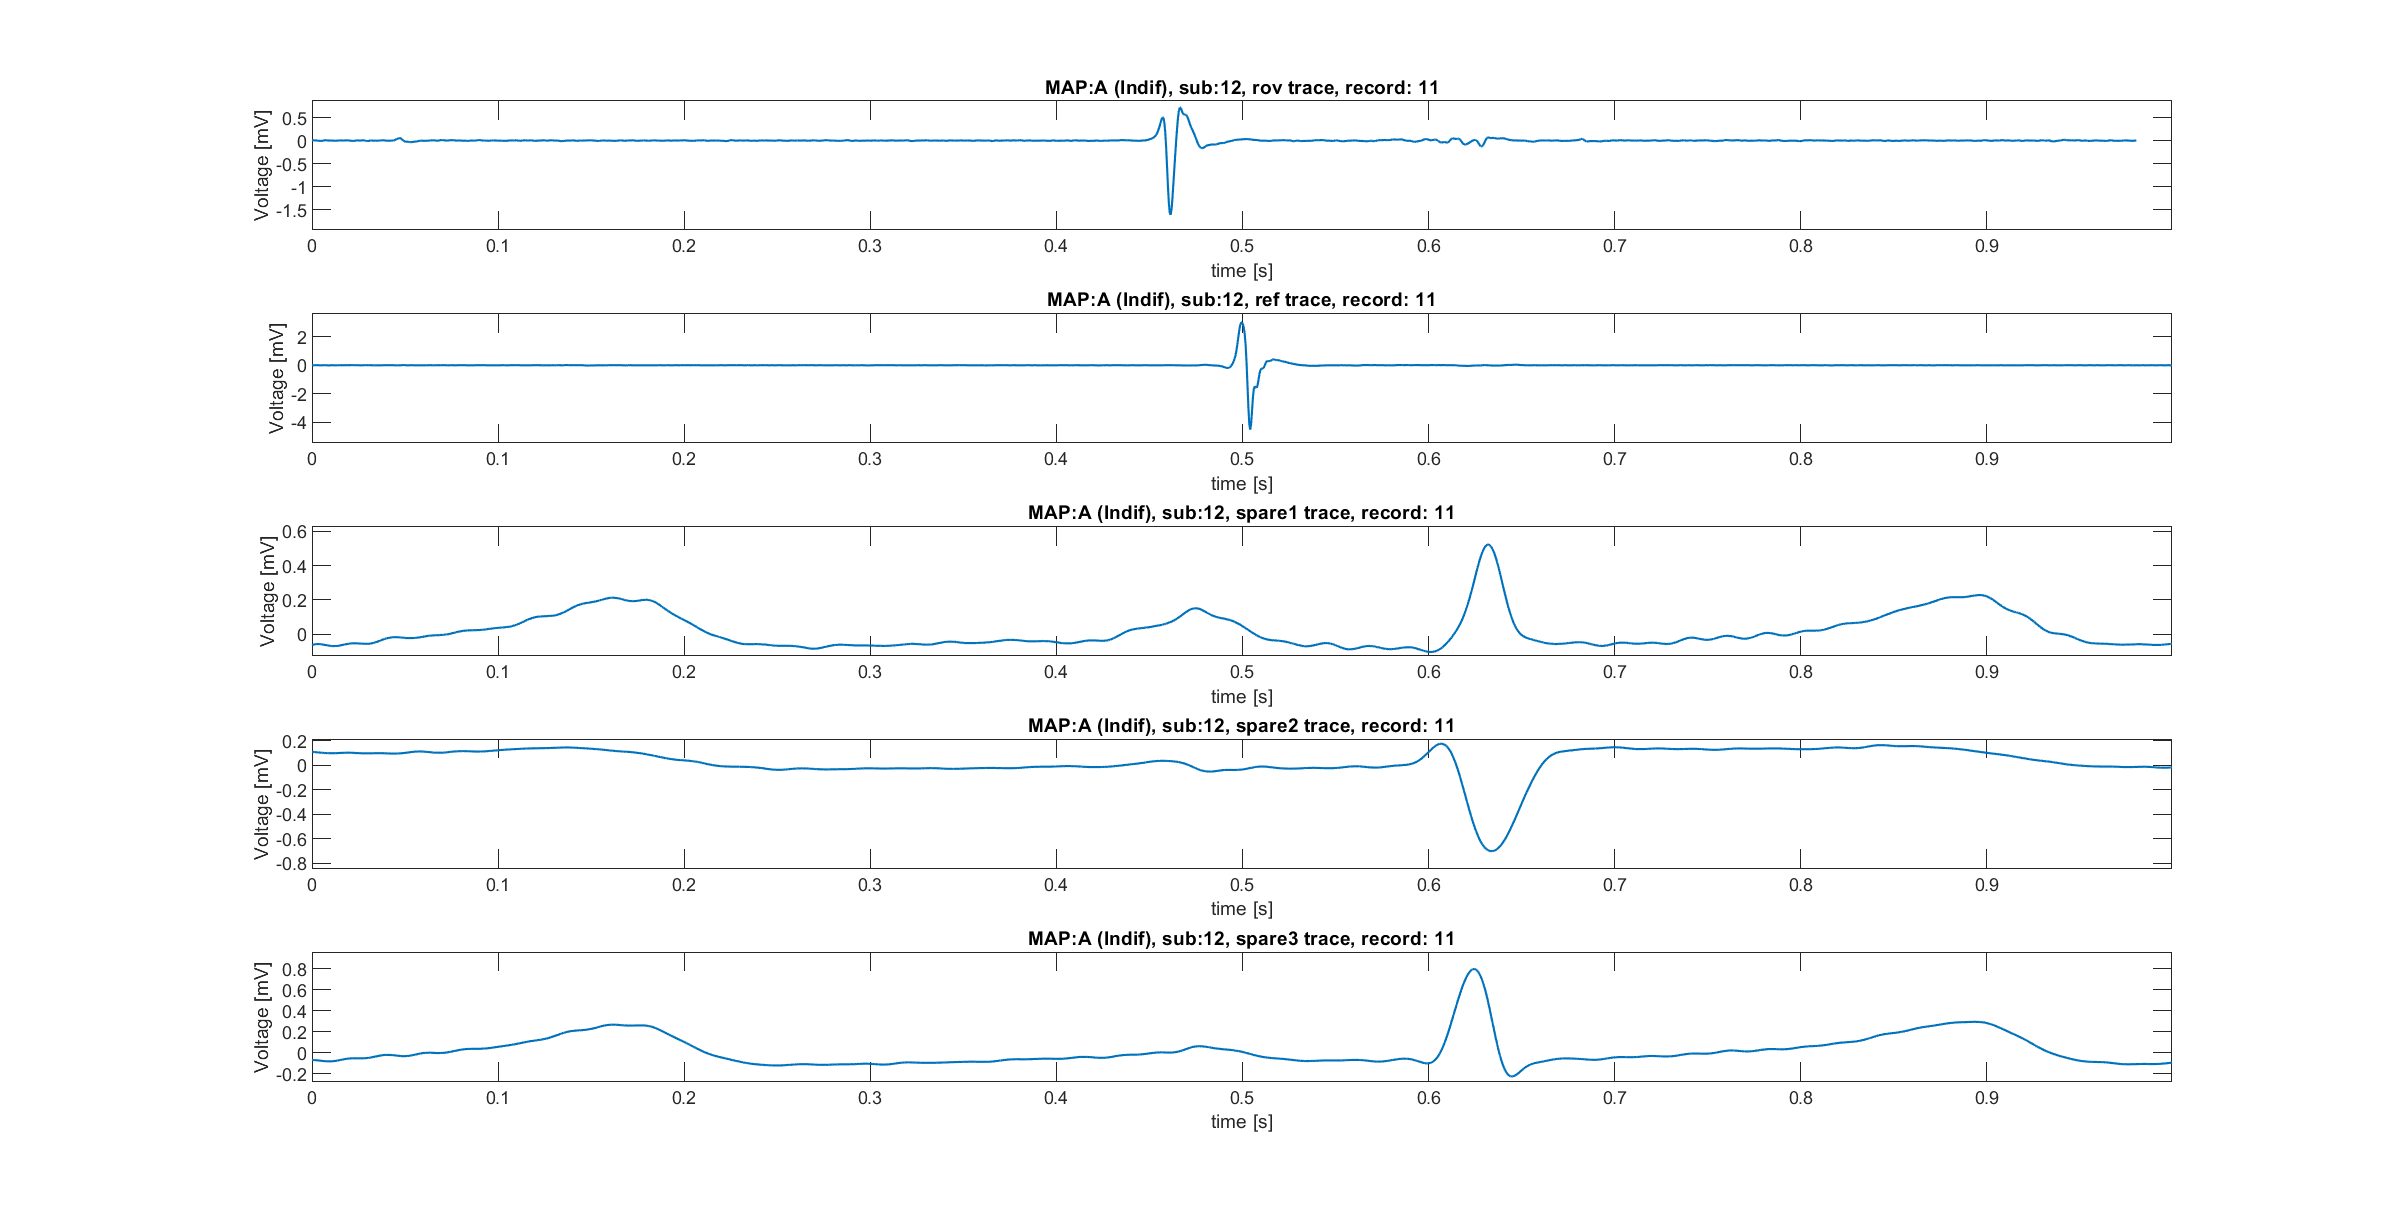 MAP:A (Indif), sub:12, rov trace, record: 11
Voltage [mV]
0.5
0
-0.5
-1
-1.5
0 0.1 0.2 0.3 0.4 0.5 0.6 0.7 0.8 0.9
time [s]
MAP:A (Indif), sub:12, ref trace, record: 11
Voltage [mV]
2
0
-2
-4
0 0.1 0.2 0.3 0.4 0.5 0.6 0.7 0.8 0.9
time [s]
MAP:A (Indif), sub:12, spare1 trace, record: 11
Voltage [mV]
0.6
0.4
0.2
0
0 0.1 0.2 0.3 0.4 0.5 0.6 0.7 0.8 0.9
time [s]
MAP:A (Indif), sub:12, spare2 trace, record: 11
Voltage [mV]
0.2
0
-0.2
-0.4
-0.6
-0.8
0 0.1 0.2 0.3 0.4 0.5 0.6 0.7 0.8 0.9
time [s]
MAP:A (Indif), sub:12, spare3 trace, record: 11
Voltage [mV]
0.8
0.6
0.4
0.2
0
-0.2
0 0.1 0.2 0.3 0.4 0.5 0.6 0.7 0.8 0.9
time [s]